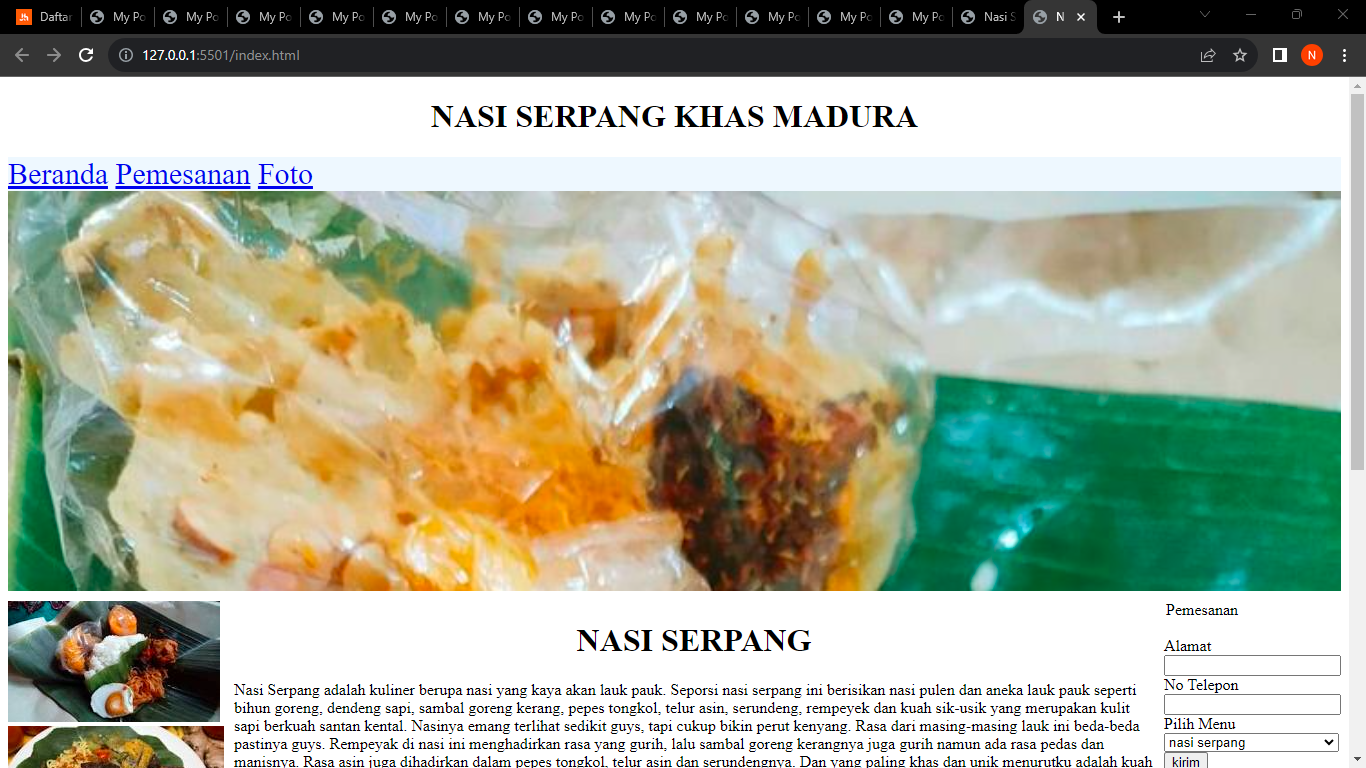 Daftar
My Po
My Po
My Po
My Po
My Po
My Po
My Po
My Po
My Po
My Po
My Po
My Po
Nasi S
N
127.0.0.1:5501/index.html
N
NASI SERPANG KHAS MADURA
Beranda Pemesanan Foto
NASI SERPANG
Nasi Serpang adalah kuliner berupa nasi yang kaya akan lauk pauk. Seporsi nasi serpang ini berisikan nasi pulen dan aneka lauk pauk seperti
bihun goreng, dendeng sapi, sambal goreng kerang, pepes tongkol, telur asin, serundeng, rempeyek dan kuah sik-usik yang merupakan kulit
sapi berkuah santan kental. Nasinya emang terlihat sedikit guys, tapi cukup bikin perut kenyang. Rasa dari masing-masing lauk ini beda-beda
pastinya guys. Rempeyak di nasi ini menghadirkan rasa yang gurih, lalu sambal goreng kerangnya juga gurih namun ada rasa pedas dan
manisnya. Rasa asin juga dihadirkan dalam pepes tongkol, telur asin dan serundengnya. Dan yang paling khas dan unik menurutku adalah kuah
Pemesanan
Alamat
No Telepon
Pilih Menu
nasi serpang
kirim